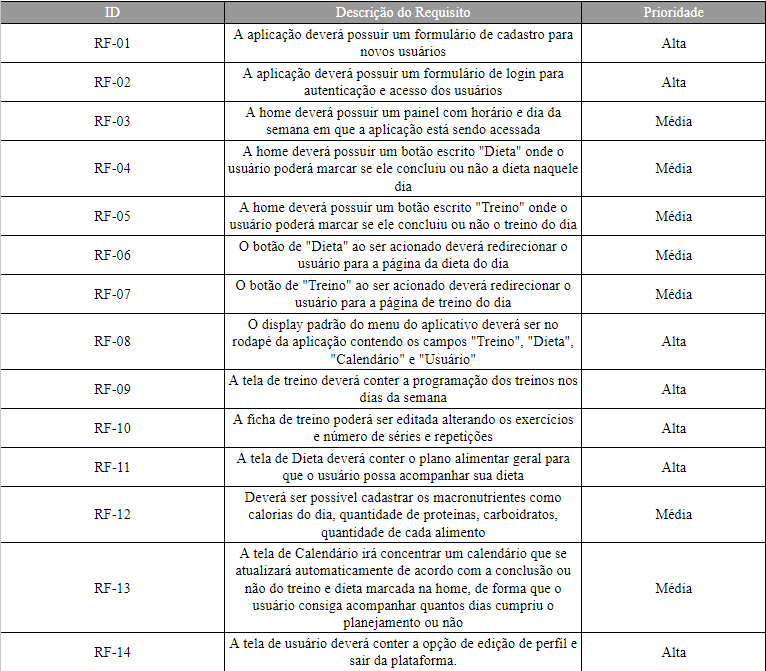 ID Descrição do Requisito Prioridade
RF-01 A aplicação deverá possuir um formulário de cadastro para
novos usuários Alta
RF-02 A aplicação deverá possuir um formulário de login para
autenticação e acesso dos usuários Alta
RF-03 A home deverá possuir um painel com horário e dia da
semana em que a aplicação está sendo acessada Média
RF-04 A home deverá possuir um botão escrito "Dieta" onde o
usuário poderá marcar se ele concluiu ou não a dieta naquele
dia Média
RF-05 A home deverá possuir um botão escrito "Treino" onde o
usuário poderá marcar se ele concluiu ou não o treino do dia Média
RF-06 O botão de "Dieta" ao ser acionado deverá redirecionar o
usuário para a página da dieta do dia Média
RF-07 O botão de "Treino" ao ser acionado deverá redirecionar o
usuário para a página de treino do dia Média
RF-08 O display padrão do menu do aplicativo deverá ser no
rodapé da aplicação contendo os campos "Treino", "Dieta",
"Calendário" e "Usuário" Alta
RF-09 A tela de treino deverá conter a programação dos treinos nos
dias da semana Alta
RF-10 A ficha de treino poderá ser editada alterando os exercícios
e número de séries e repetições Alta
RF-11 A tela de Dieta deverá conter o plano alimentar geral para
que o usuário possa acompanhar sua dieta Alta
RF-12 Deverá ser possível cadastrar os macronutrientes como
calorias do dia, quantidade de proteínas, carboidratos,
quantidade de cada alimento Média
RF-13 A tela de Calendário irá concentrar um calendário que se
atualizará automaticamente de acordo com a conclusão ou
não do treino e dieta marcada na home, de forma que o
usuário consiga acompanhar quantos dias cumpriu o
planejamento ou não Média
RF-14 A tela de usuário deverá conter a opção de edição de perfil e
sair da plataforma. Alta